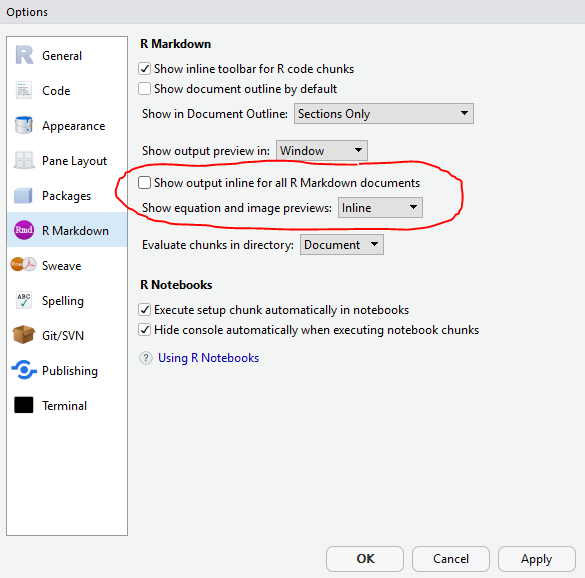 Options
General
Code
Appearance
Pane Layout
Packages
Rmd R Markdown
Sweave
ABC Spelling
Git/SVN
Publishing
Terminal
R Markdown
Show inline toolbar for R code chunks
Show document outline by default
Show in Document Outline: Sections Only
Show output preview in: Window
Show output inline for all R Markdown documents
Show equation and image previews: Inline
Evaluate chunks in directory: Document
R Notebooks
Execute setup chunk automatically in notebooks
Hide console automatically when executing notebook chunks
? Using R Notebooks
OK Cancel Apply